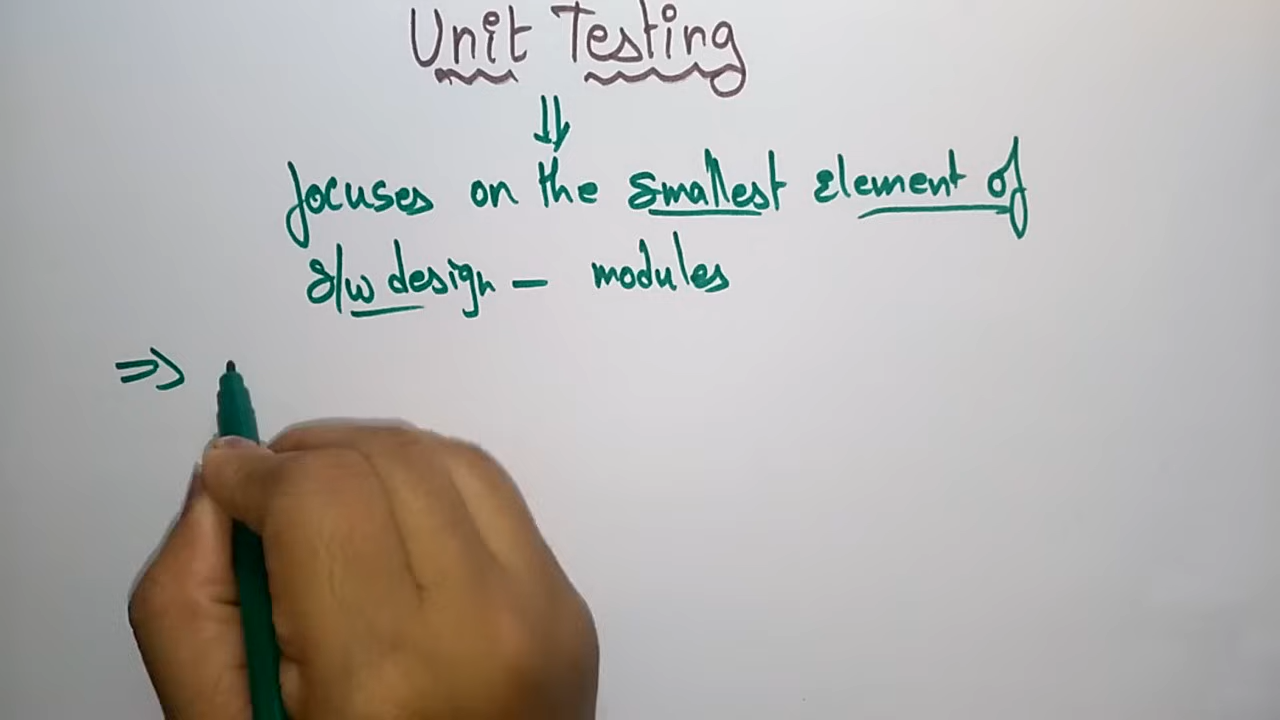 Unit Testing
⇓
focuses on the smallest element of
s/w design - modules
⇒